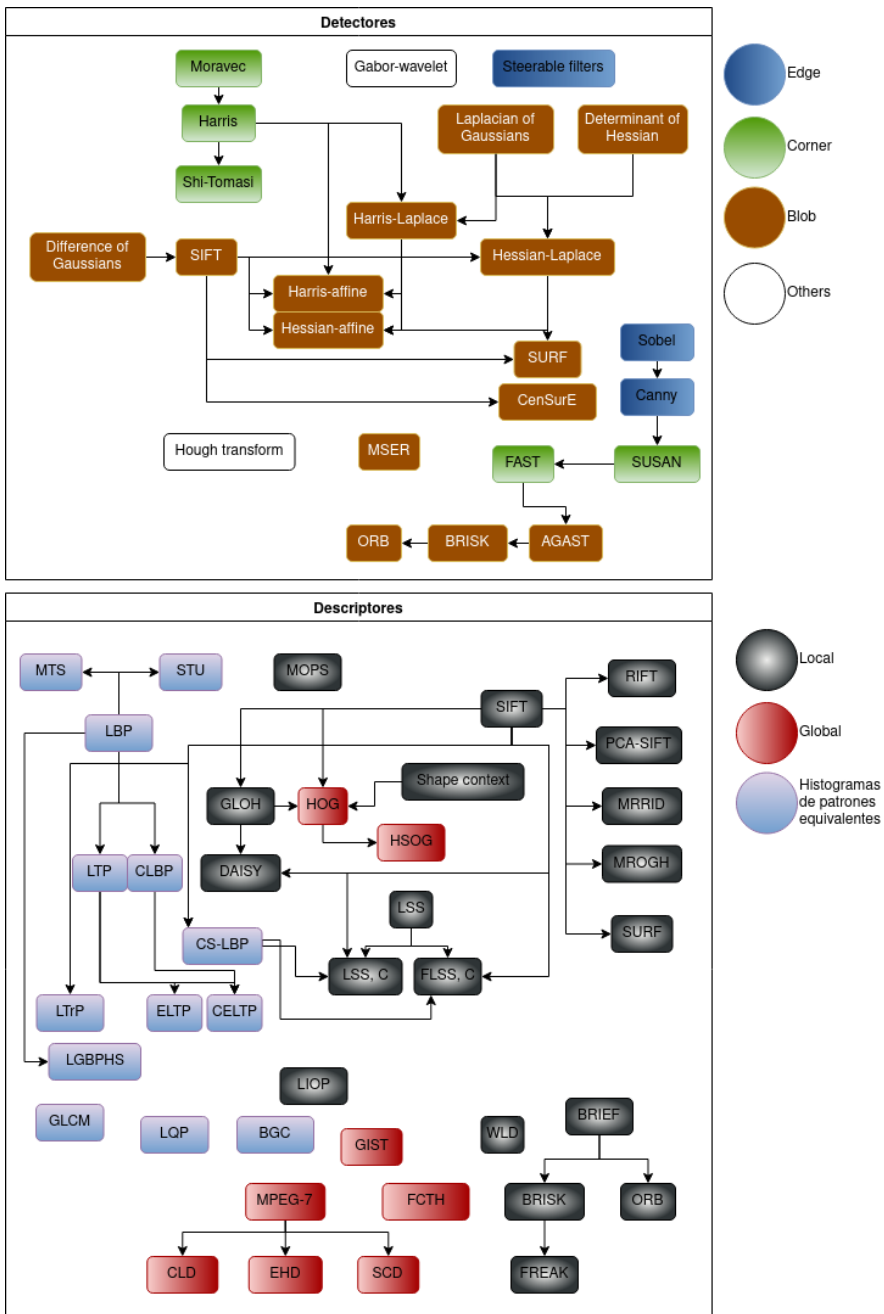 Detectores
Moravec
Gabor-wavelet
Steerable filters
Edge
Harris
Laplacian of
Gaussians
Determinant of
Hessian
Corner
Shi-Tomasi
Harris-Laplace
Blob
Difference of
Gaussians
SIFT
Hessian-Laplace
Harris-affine
Others
Hessian-affine
Sobel
SURF
Canny
CenSurE
Hough transform
MSER
FAST
SUSAN
ORB
BRISK
AGAST
Descriptores
MTS
STU
MOPS
RIFT
Local
SIFT
LBP
PCA-SIFT
Global
Shape context
GLOH
HOG
MRRID
Histogramas
de patrones
equivalentes
HSOG
LTP
CLBP
DAISY
MROGH
LSS
CS-LBP
SURF
LSS, C
FLSS, C
LTrP
ELTP
CELTP
LGBPHS
LIOP
GLCM
LQP
BGC
GIST
WLD
BRIEF
MPEG-7
FCTH
BRISK
ORB
CLD
EHD
SCD
FREAK